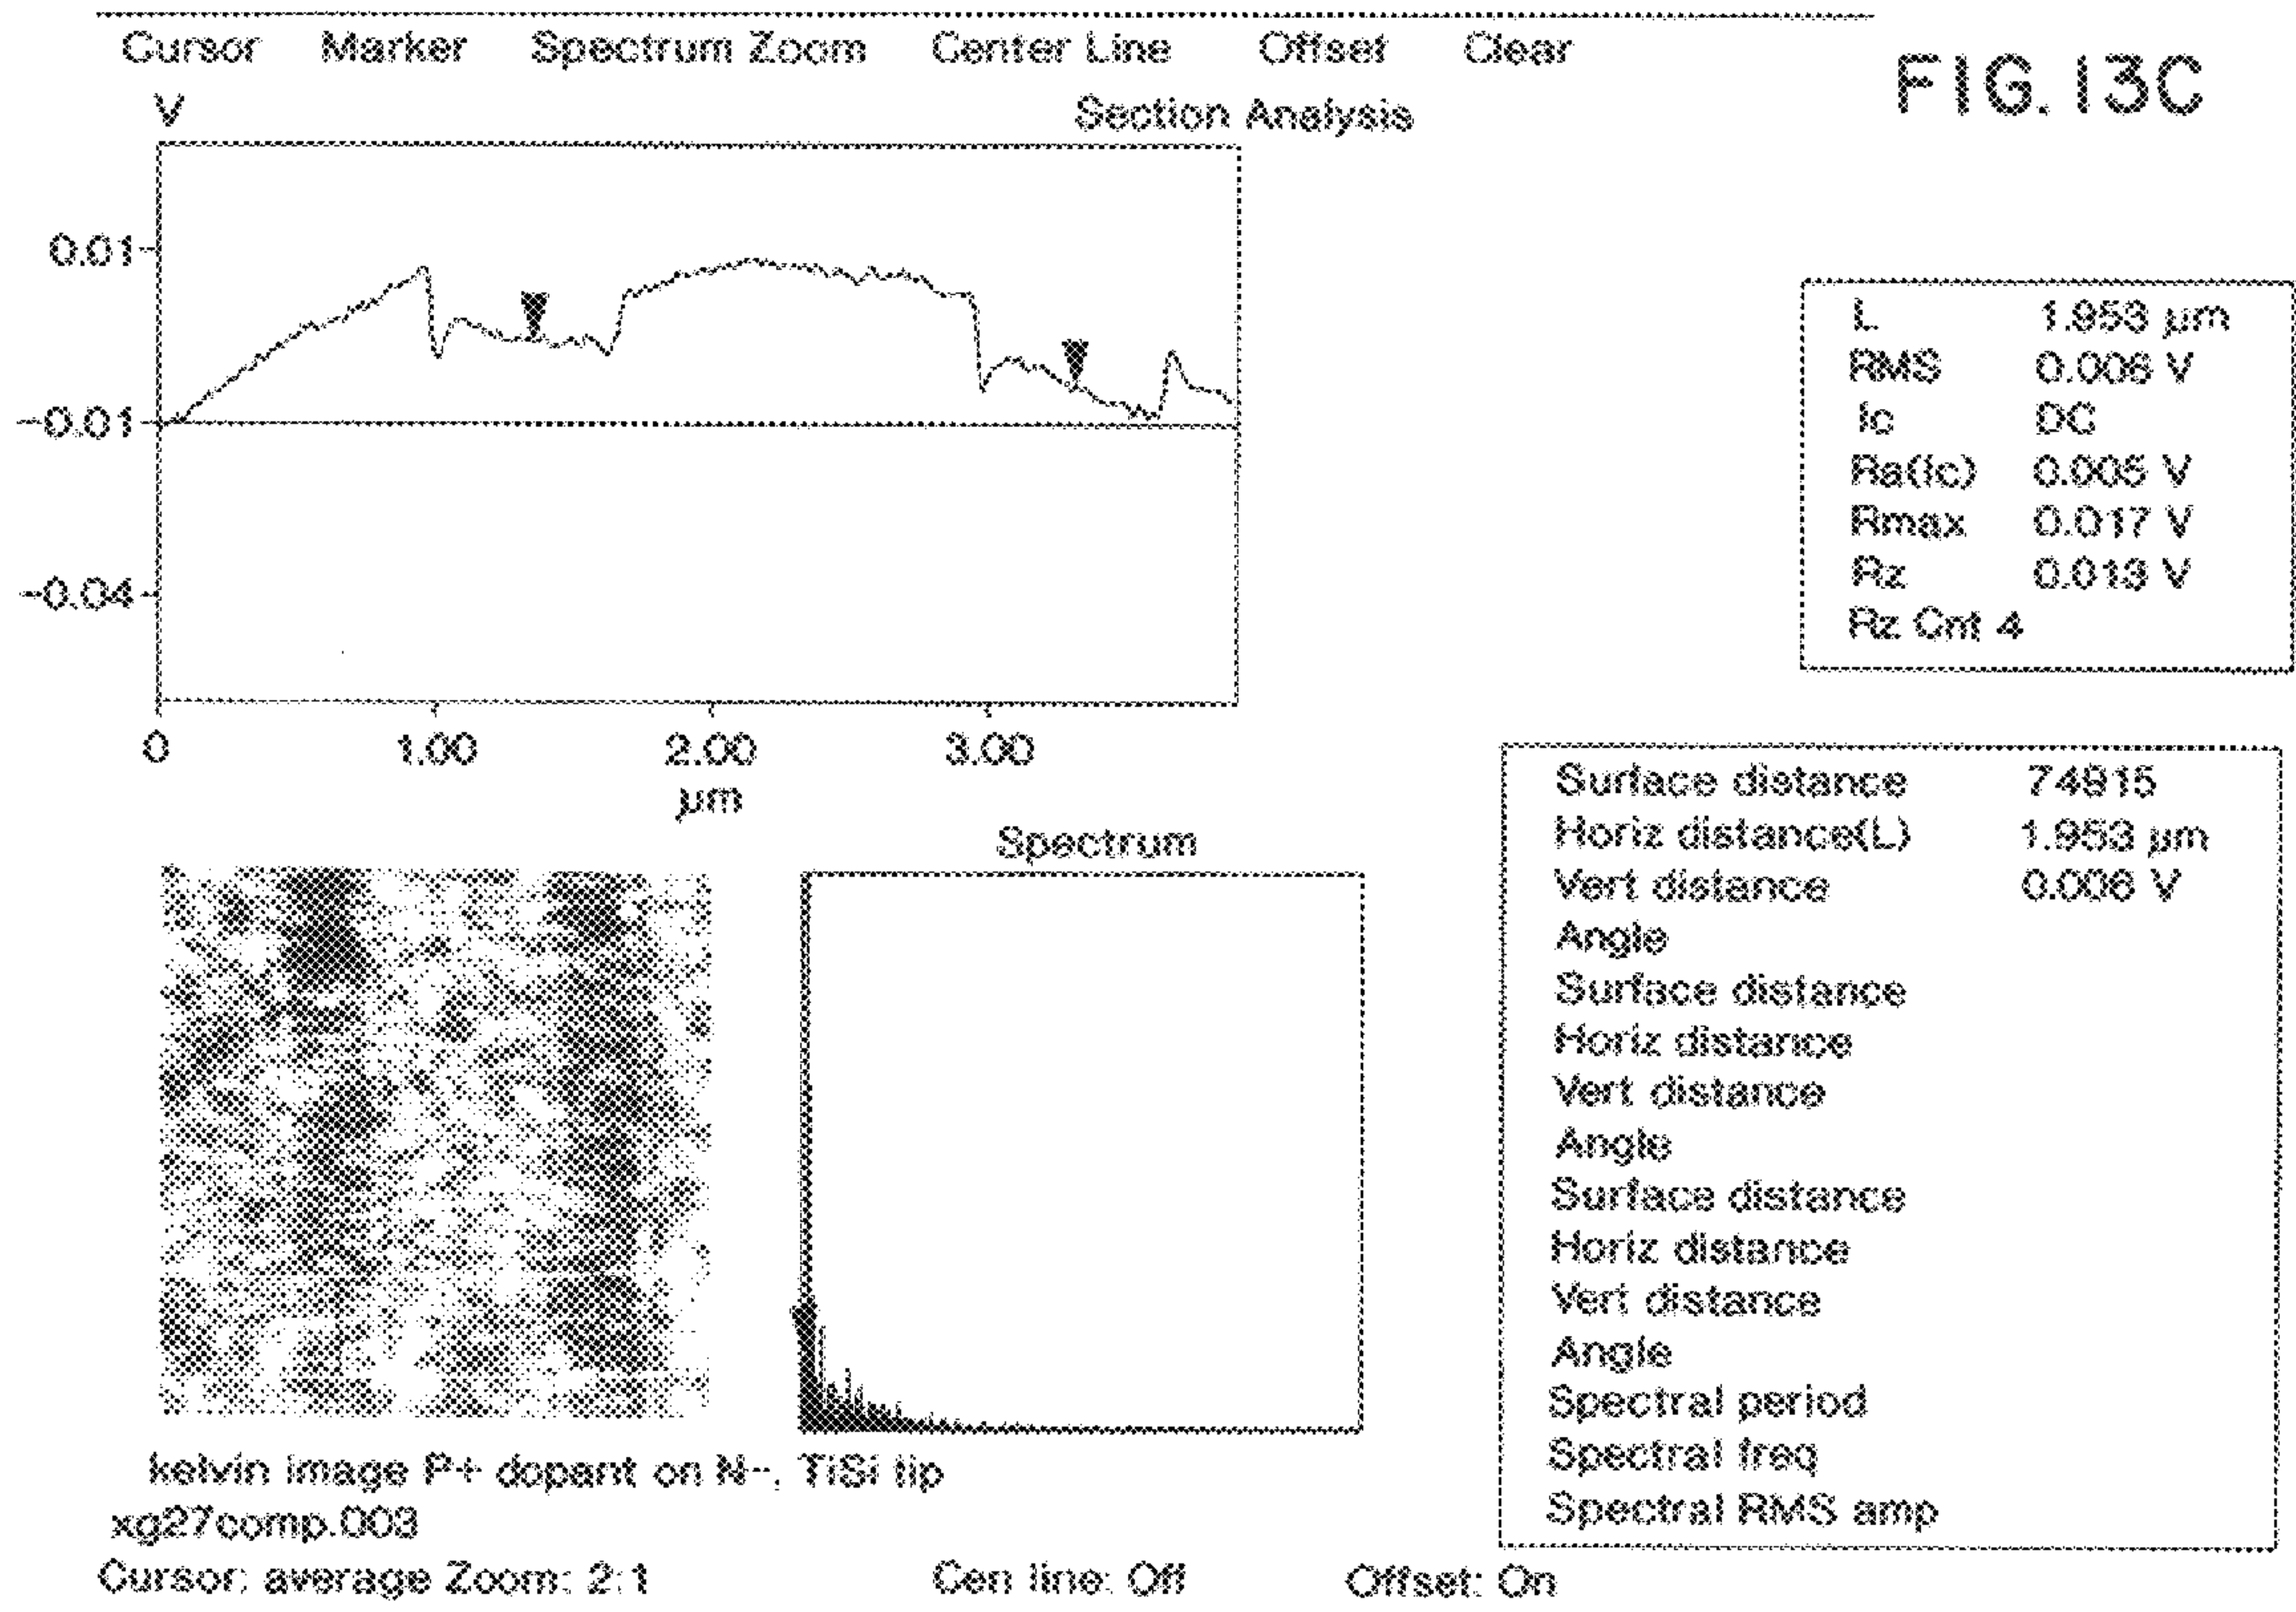 Cursor Marker Spectrum Zoom Center Line Offset Clear
FIG. 13C
V
Section Analysis
0.01
-0.01
-0.04
0 1.00 2.00 3.00
µm
L 1.953 µm
RMS 0.006 V
lc DC
Ra(lc) 0.005 V
Rmax 0.017 V
Rz 0.013 V
Rz Cnt 4
Spectrum
Surface distance 74915
Horiz distance(L) 1.953 µm
Vert distance 0.006 V
Angle
Surface distance
Horiz distance
Vert distance
Angle
Surface distance
Horiz distance
Vert distance
Angle
Spectral period
Spectral freq
Spectral RMS amp
kelvin image P+ dopant on N-, TiSi tip
xg27comp.003
Cursor: average Zoom: 2:1 Cen line: Off Offset: On